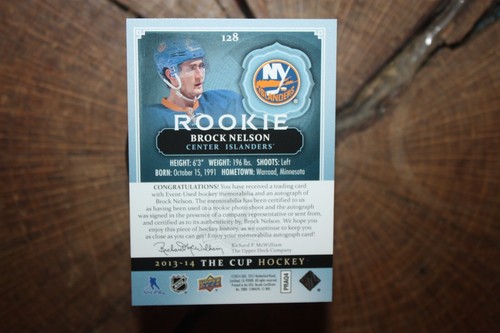 128
NY
ISLANDERS
ROOKIE
BROCK NELSON
CENTER ISLANDERS
HEIGHT: 6'3" WEIGHT: 196 lbs. SHOOTS: Left
BORN: October 15, 1991 HOMETOWN: Warroad, Minnesota
CONGRATULATIONS! You have received a trading card
with Event-Used hockey memorabilia and an autograph of
Brock Nelson. The memorabilia has been certified to us
as having been used in a rookie photo shoot and the autograph
was signed in the presence of a company representative or sent from,
and certified as to its authenticity by, Brock Nelson. We hope you
enjoy this piece of hockey history, as we continue to keep you
as close as you can get! Enjoy your memorabilia autograph card!
Richard P. McWilliam
The Upper Deck Company
2013-14 THE CUP HOCKEY
NHL
UPPER DECK
PRAQ4